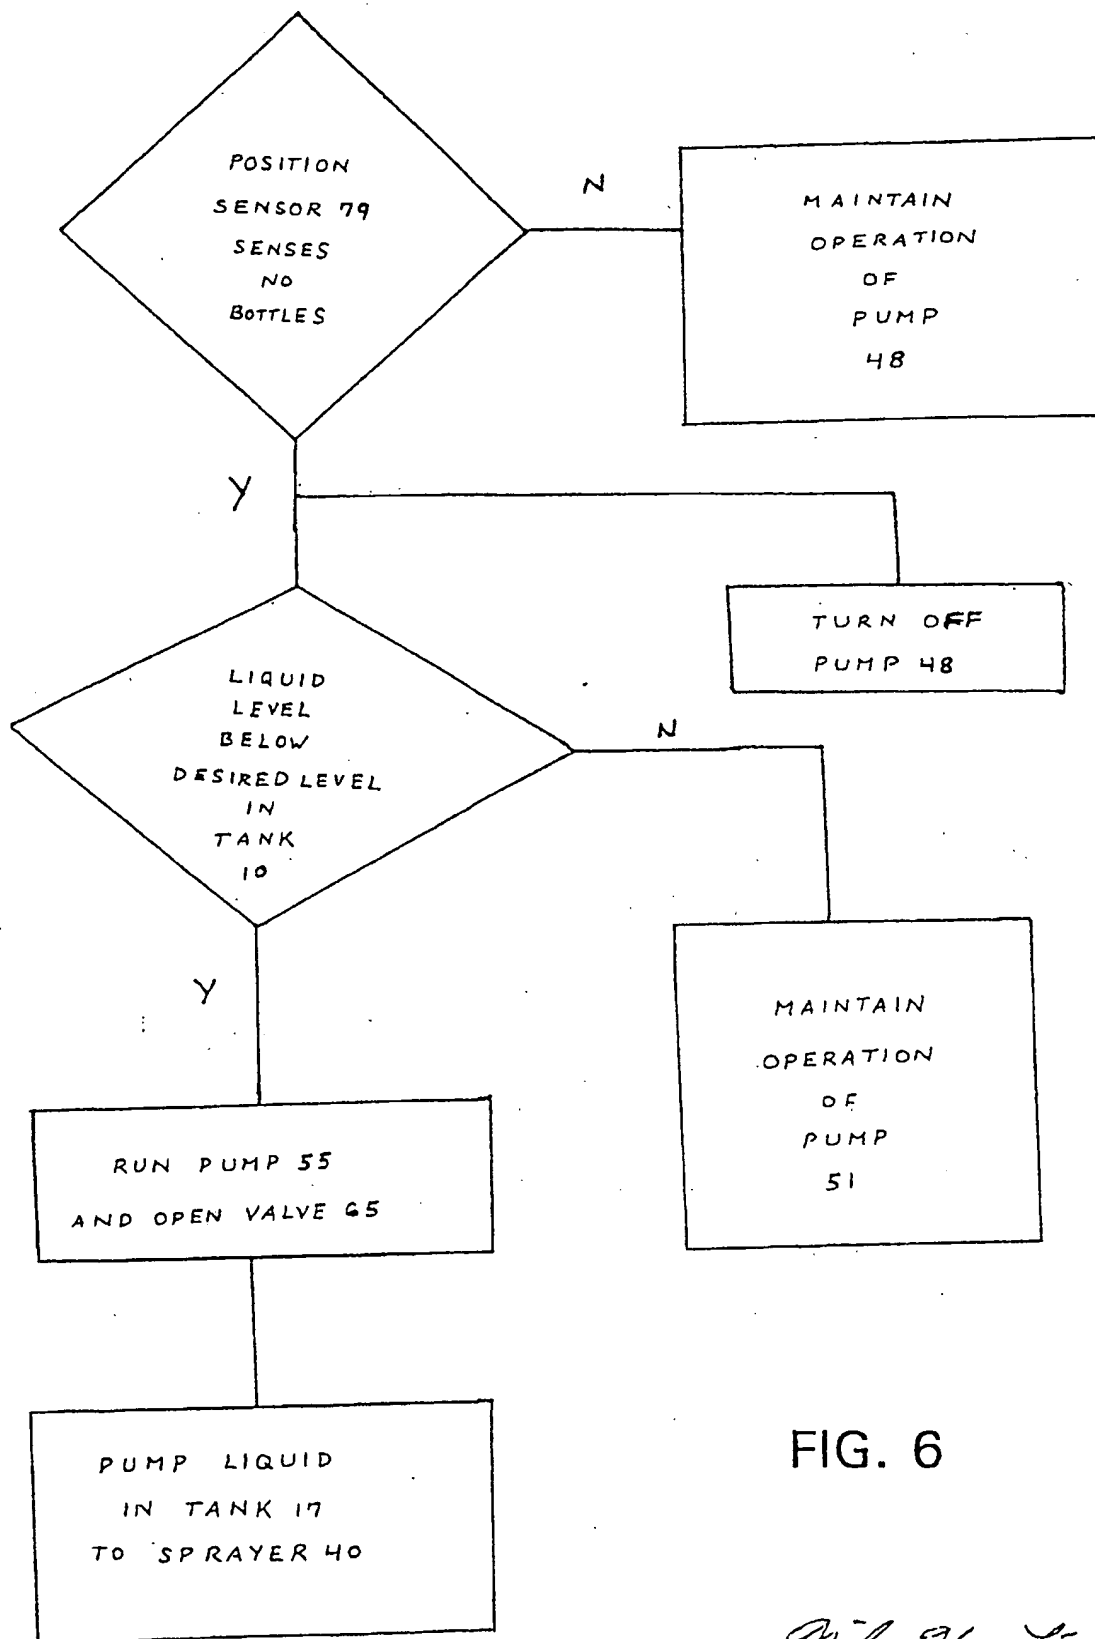 POSITION
SENSOR 79
SENSES
NO
BOTTLES
N
MAINTAIN
OPERATION
OF
PUMP
48
Y
TURN OFF
PUMP 48
LIQUID
LEVEL
BELOW
DESIRED LEVEL
IN
TANK
10
N
MAINTAIN
OPERATION
OF
PUMP
51
Y
RUN PUMP 55
AND OPEN VALVE 65
PUMP LIQUID
IN TANK 17
TO SPRAYER 40
FIG. 6